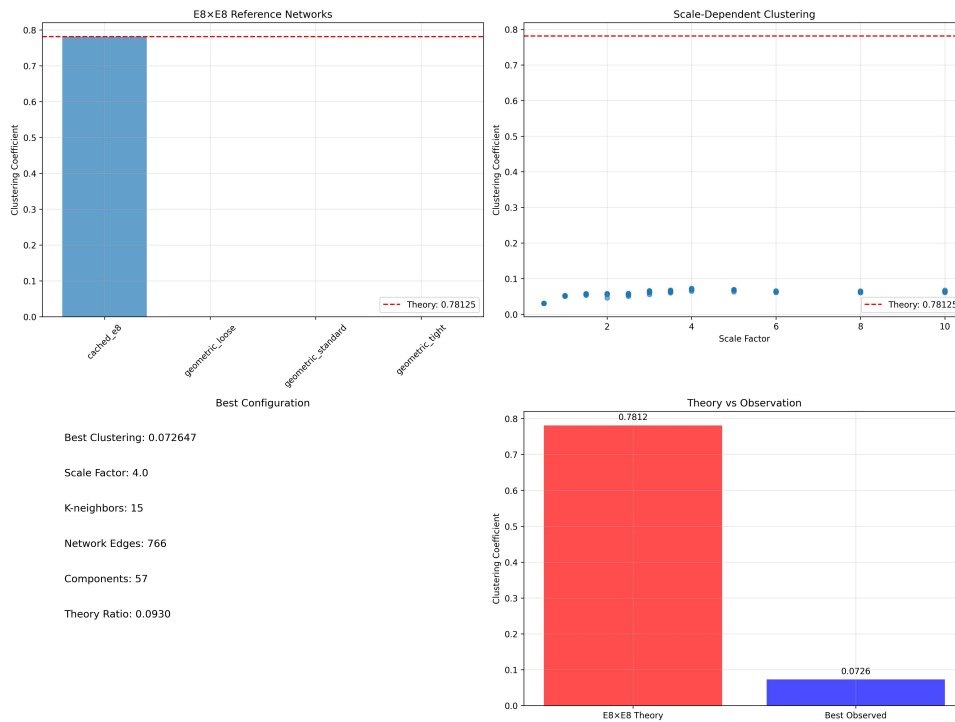 E8×E8 Reference Networks
Clustering Coefficient
0.8
0.7
0.6
0.5
0.4
0.3
0.2
0.1
0.0
Theory: 0.78125
cached_e8
geometric_loose
geometric_standard
geometric_tight
Scale-Dependent Clustering
Clustering Coefficient
0.8
0.7
0.6
0.5
0.4
0.3
0.2
0.1
0.0
Theory: 0.78125
2
4
6
8
10
Scale Factor
Best Configuration
Best Clustering: 0.072647
Scale Factor: 4.0
K-neighbors: 15
Network Edges: 766
Components: 57
Theory Ratio: 0.0930
Theory vs Observation
Clustering Coefficient
0.8
0.7
0.6
0.5
0.4
0.3
0.2
0.1
0.0
0.7812
0.0726
E8×E8 Theory
Best Observed